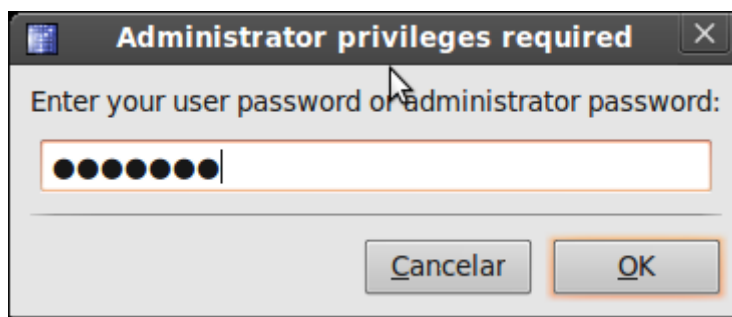 Administrator privileges required
Enter your user password or administrator password:
●●●●●●●
Cancelar OK